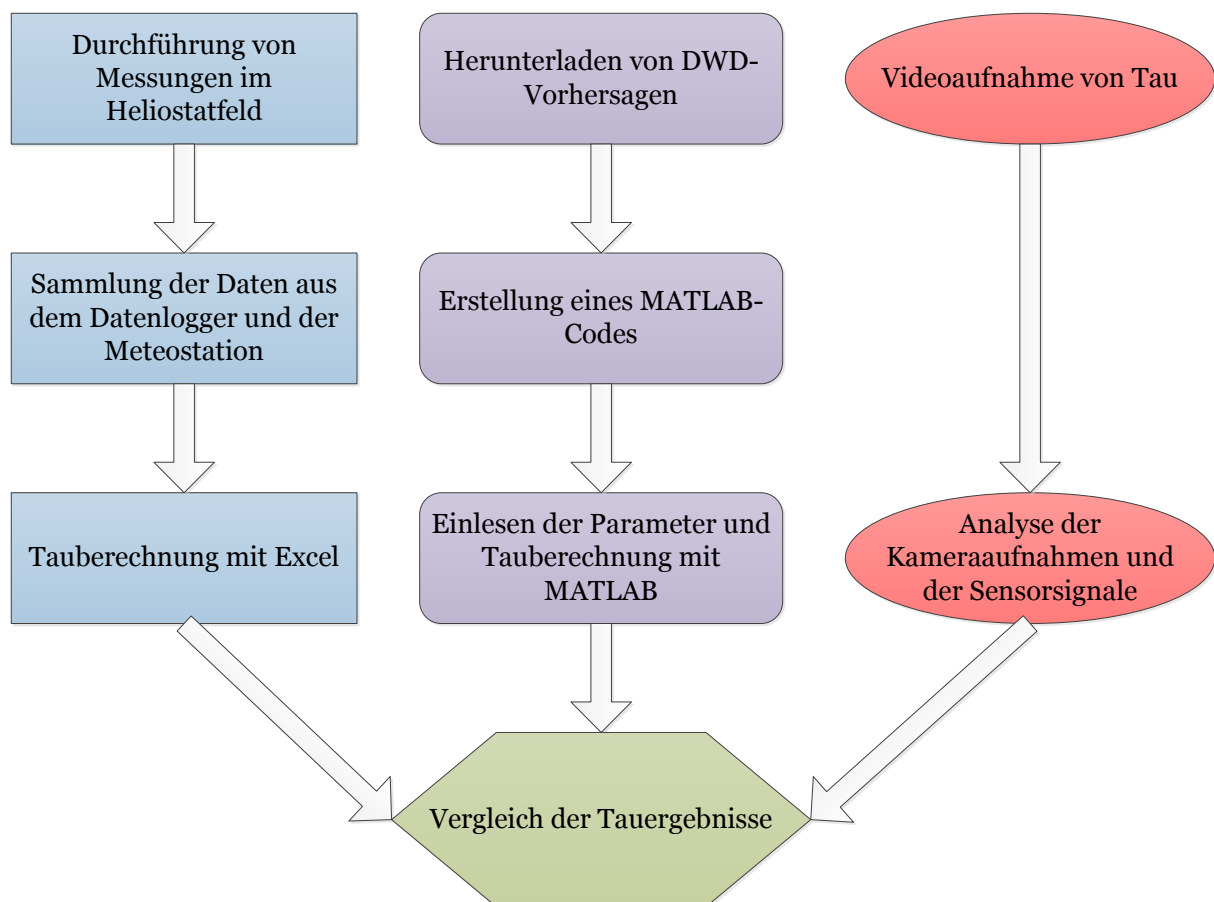 Durchführung von
Messungen im
Heliostatfeld
Herunterladen von DWD-
Vorhersagen
Videoaufnahme von Tau
Sammlung der Daten aus
dem Datenlogger und der
Meteostation
Erstellung eines MATLAB-
Codes
Tauberechnung mit Excel
Einlesen der Parameter und
Tauberechnung mit
MATLAB
Analyse der
Kameraaufnahmen und
der Sensorsignale
Vergleich der Tauergebnisse